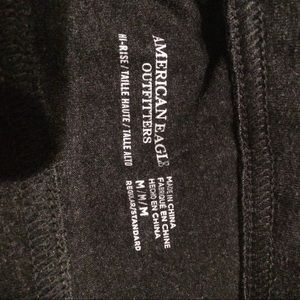 AMERICAN EAGLE
OUTFITTERS
HI-RISE / TAILLE HAUTE / TALLE ALTO
MADE IN CHINA
FABRIQUÉ EN CHINE
HECHO EN CHINA
M / M / M
REGULAR/STANDARD